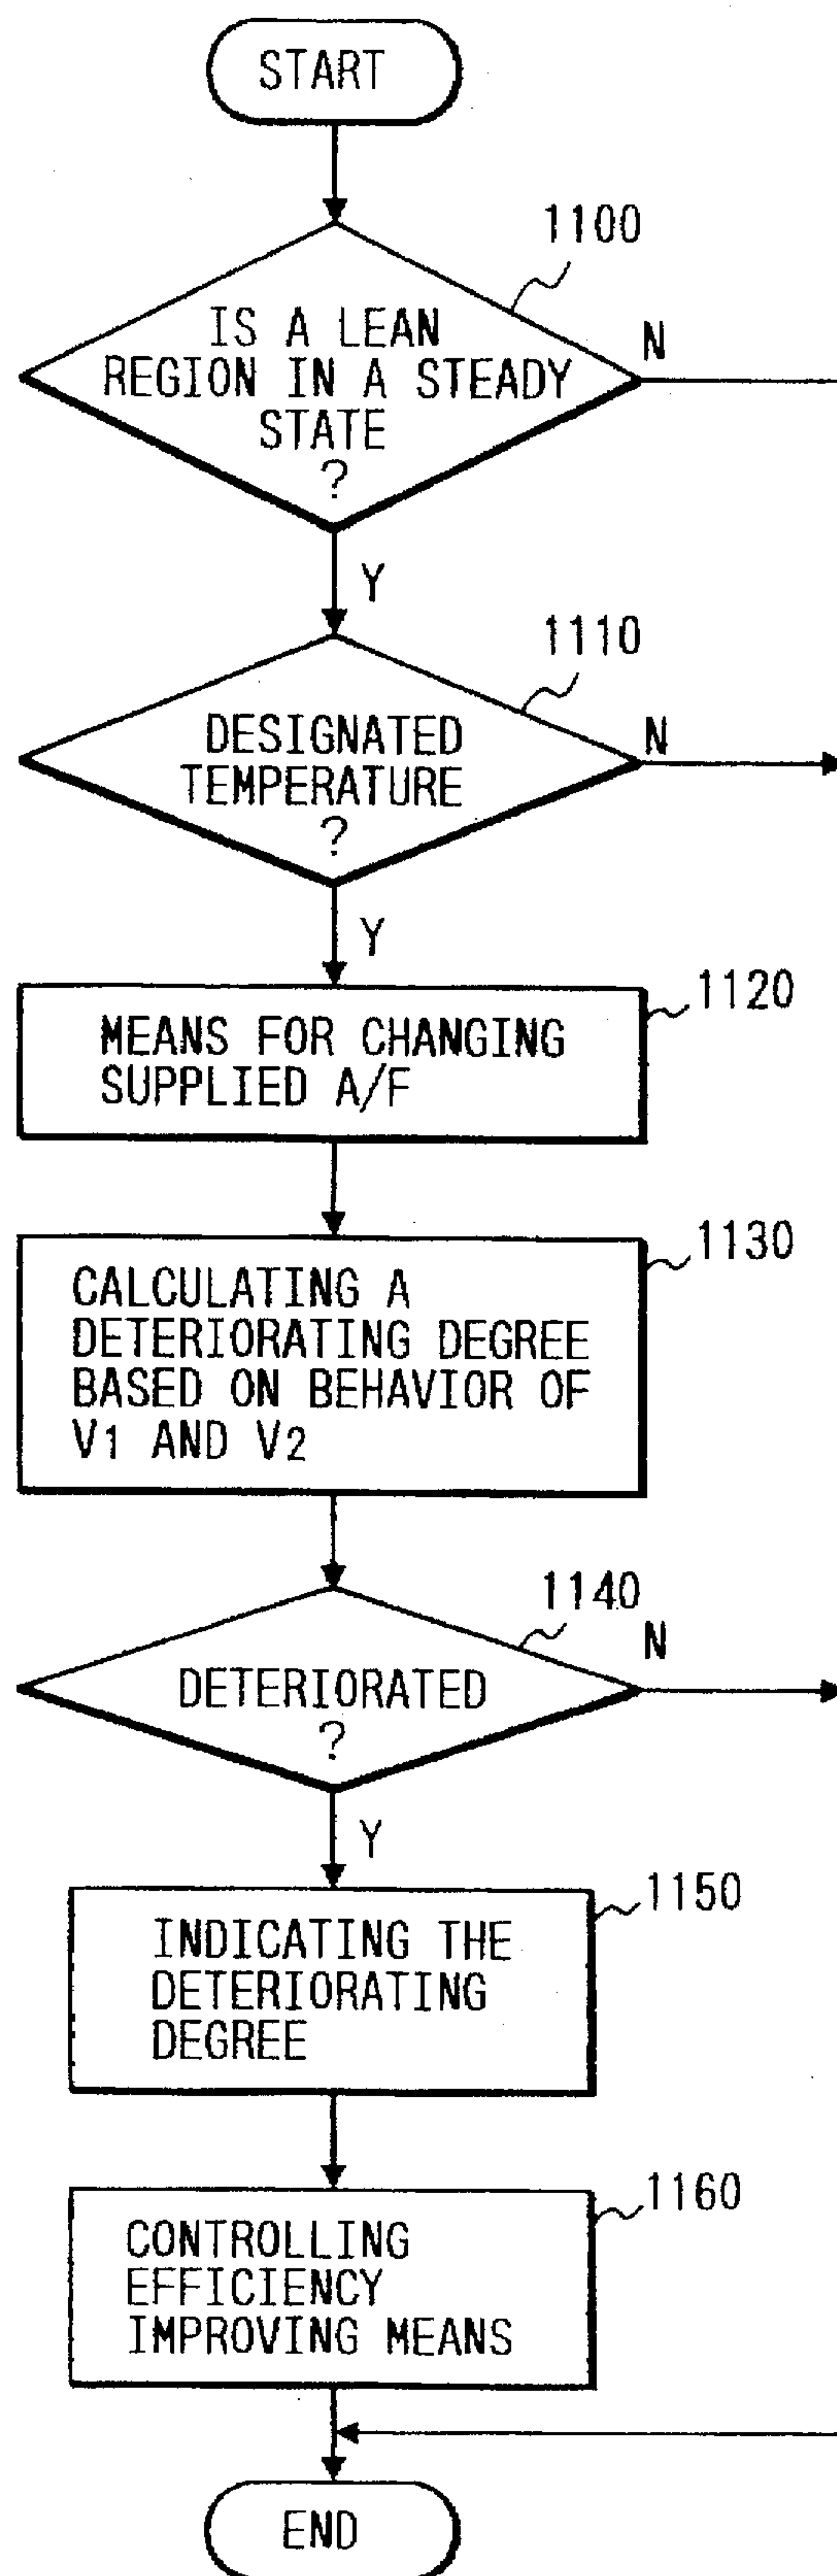 START
1100
IS A LEAN
REGION IN A STEADY
STATE
?
N
Y
1110
DESIGNATED
TEMPERATURE
?
N
Y
1120
MEANS FOR CHANGING
SUPPLIED A/F
1130
CALCULATING A
DETERIORATING DEGREE
BASED ON BEHAVIOR OF
V1 AND V2
1140
DETERIORATED
?
N
Y
1150
INDICATING THE
DETERIORATING
DEGREE
1160
CONTROLLING
EFFICIENCY
IMPROVING MEANS
END